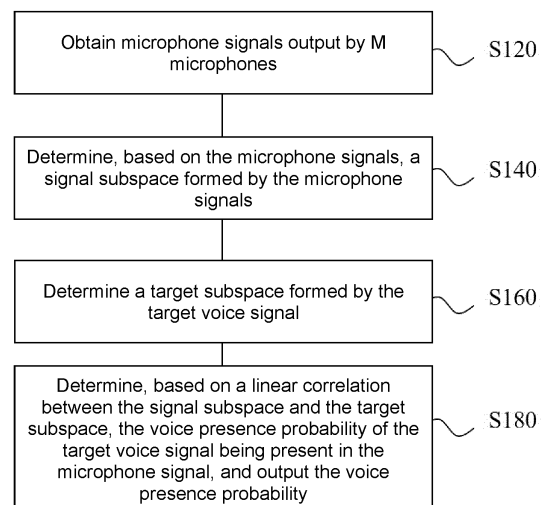 Obtain microphone signals output by M
microphones
S120
Determine, based on the microphone signals, a
signal subspace formed by the microphone
signals
S140
Determine a target subspace formed by the
target voice signal
S160
Determine, based on a linear correlation
between the signal subspace and the target
subspace, the voice presence probability of the
target voice signal being present in the
microphone signal, and output the voice
presence probability
S180